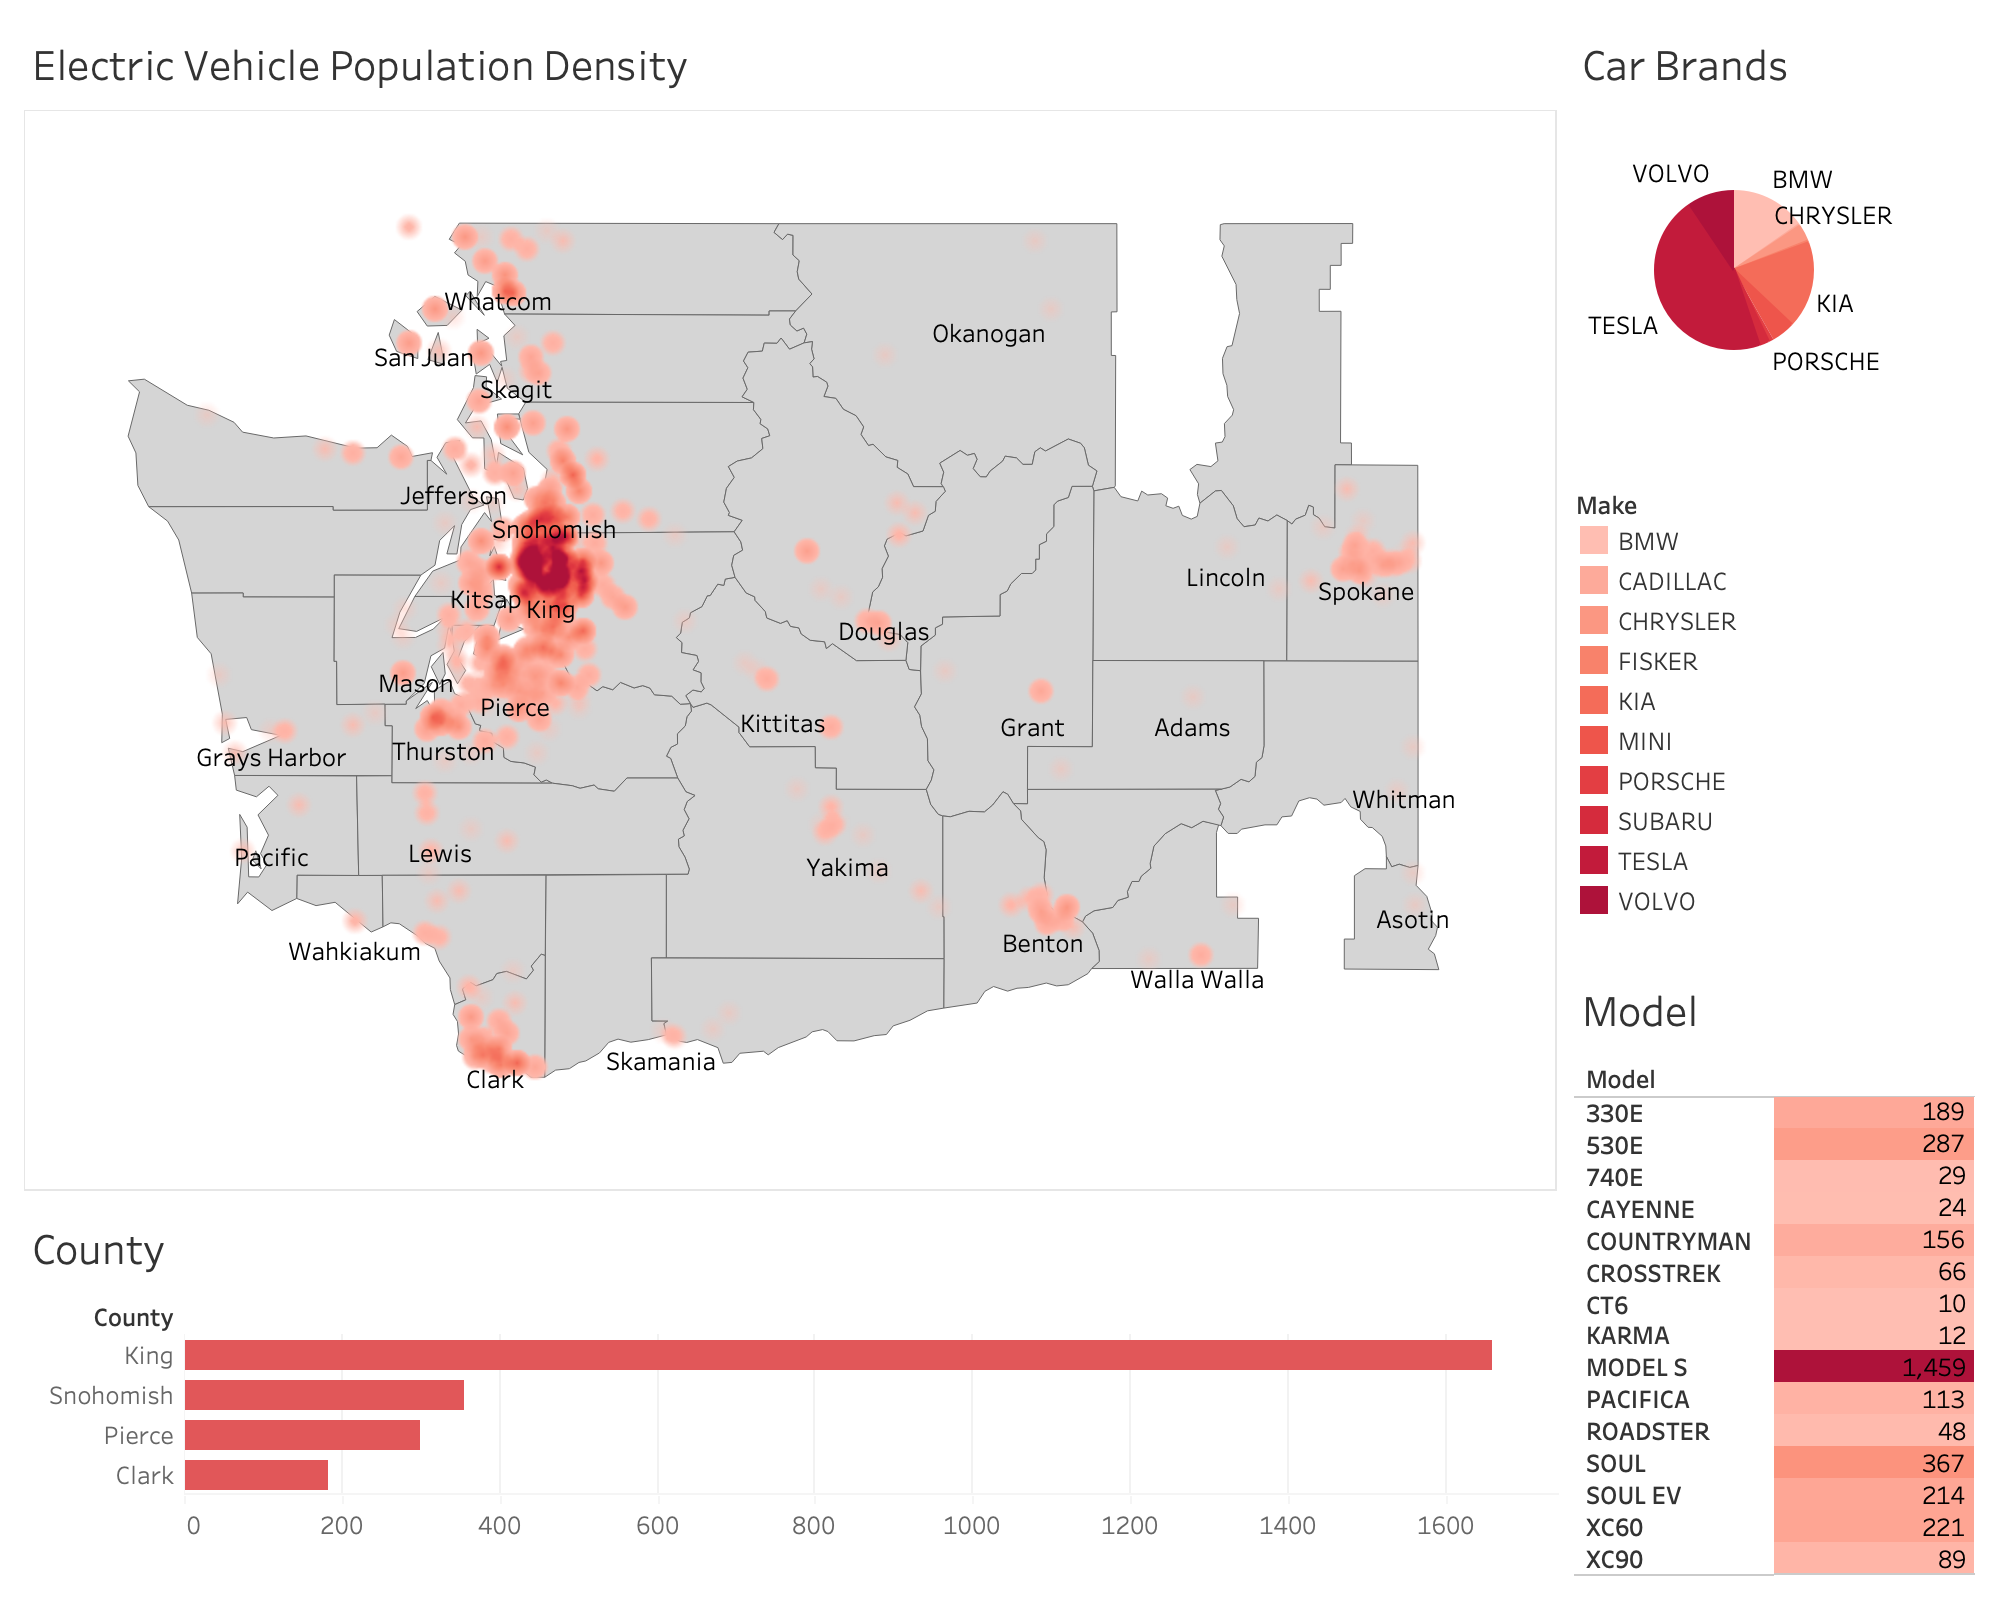 Electric Vehicle Population Density
Whatcom
San Juan
Skagit
Okanogan
Jefferson
Snohomish
Kitsap
King
Lincoln
Spokane
Douglas
Mason
Pierce
Kittitas
Grant
Adams
Grays Harbor
Thurston
Whitman
Pacific
Lewis
Yakima
Wahkiakum
Benton
Asotin
Walla Walla
Skamania
Clark
County
County
King
Snohomish
Pierce
Clark
0 200 400 600 800 1000 1200 1400 1600
Car Brands
VOLVO
BMW
CHRYSLER
KIA
TESLA
PORSCHE
Make
BMW
CADILLAC
CHRYSLER
FISKER
KIA
MINI
PORSCHE
SUBARU
TESLA
VOLVO
Model
Model
330E 189
530E 287
740E 29
CAYENNE 24
COUNTRYMAN 156
CROSSTREK 66
CT6 10
KARMA 12
MODEL S 1,459
PACIFICA 113
ROADSTER 48
SOUL 367
SOUL EV 214
XC60 221
XC90 89